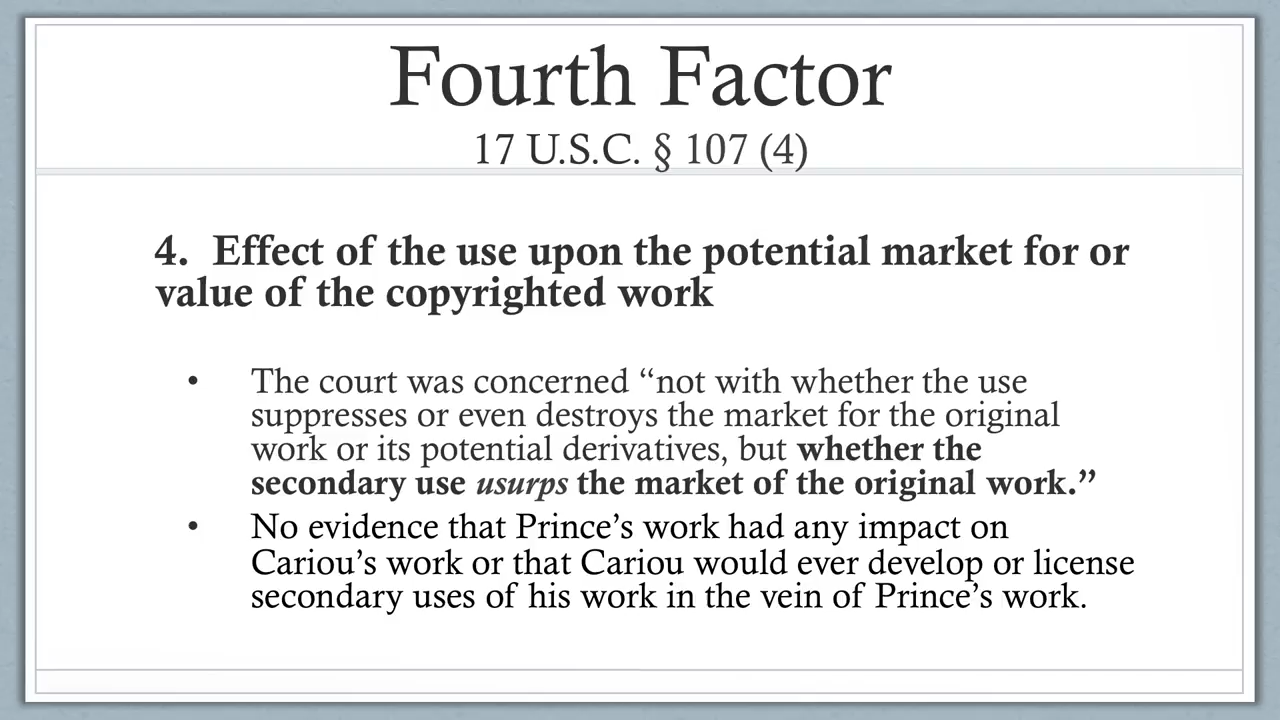 Fourth Factor
17 U.S.C. § 107 (4)
4. Effect of the use upon the potential market for or
value of the copyrighted work
• The court was concerned “not with whether the use
suppresses or even destroys the market for the original
work or its potential derivatives, but whether the
secondary use usurps the market of the original work.”
• No evidence that Prince’s work had any impact on
Cariou’s work or that Cariou would ever develop or license
secondary uses of his work in the vein of Prince’s work.